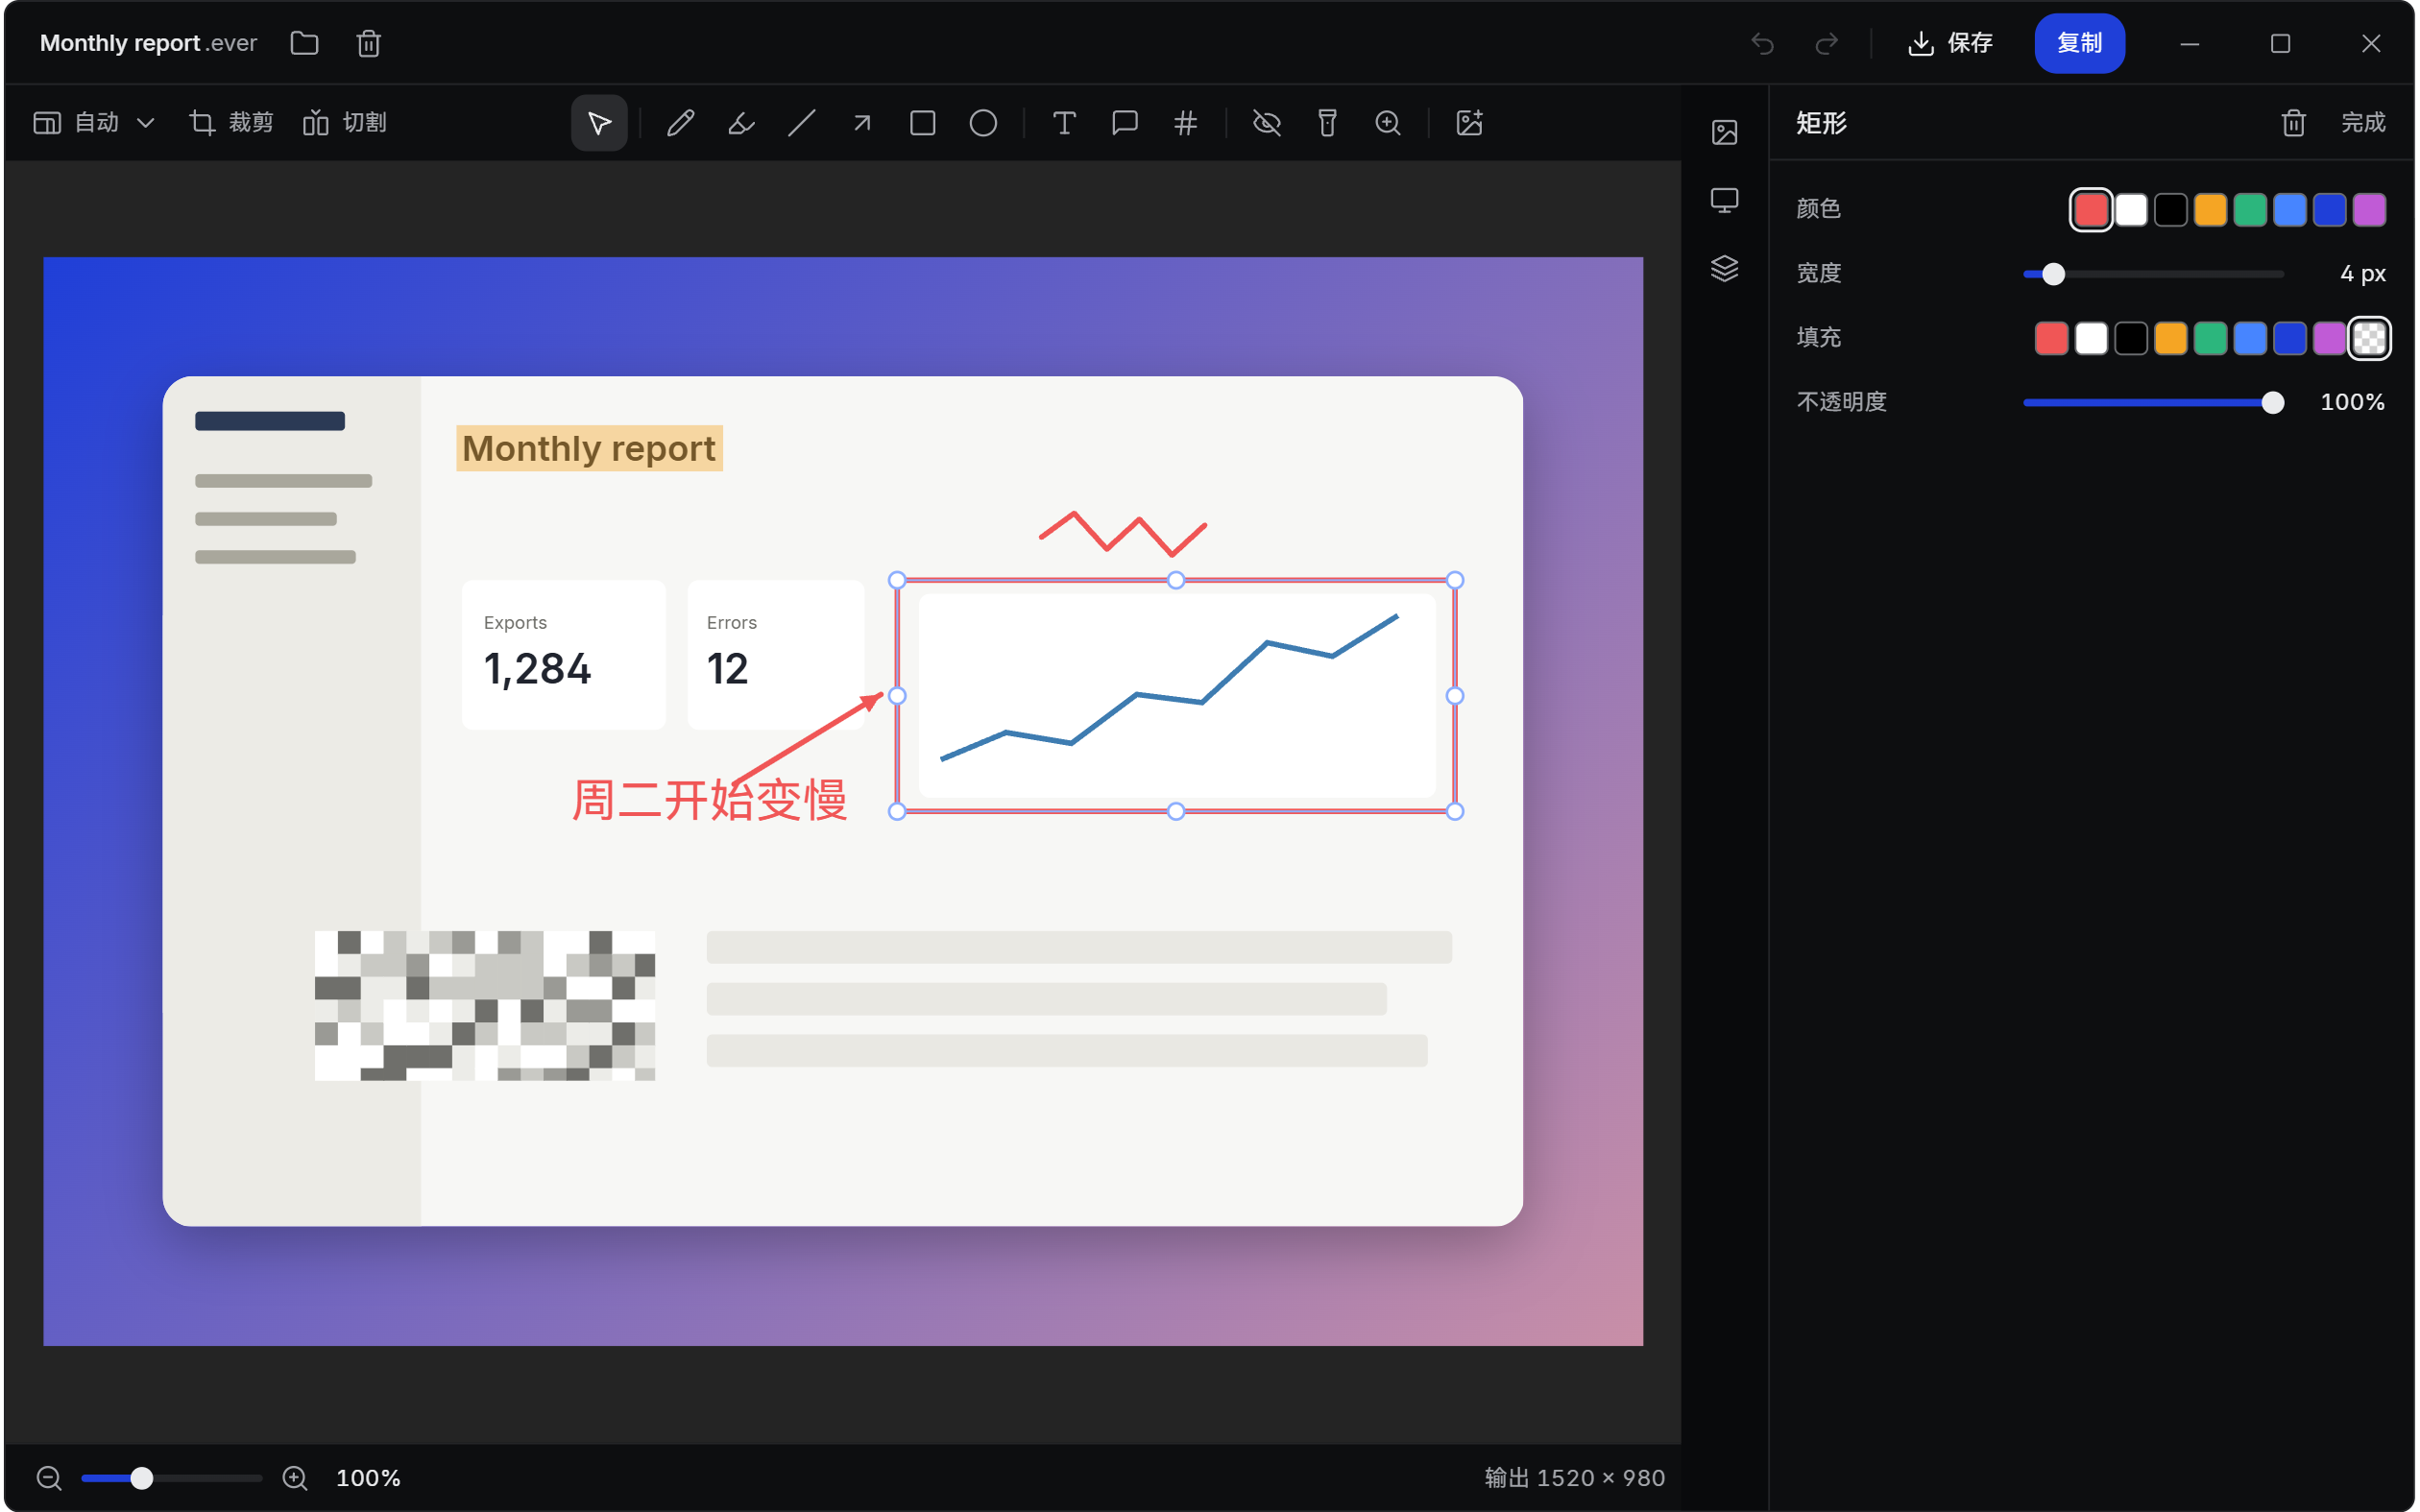 Monthly report .ever
保存
复制
自动
裁剪
切割
矩形
完成
颜色
宽度
4 px
填充
不透明度
100%
Monthly report
Exports
1,284
Errors
12
周二开始变慢
100%
输出 1520 × 980